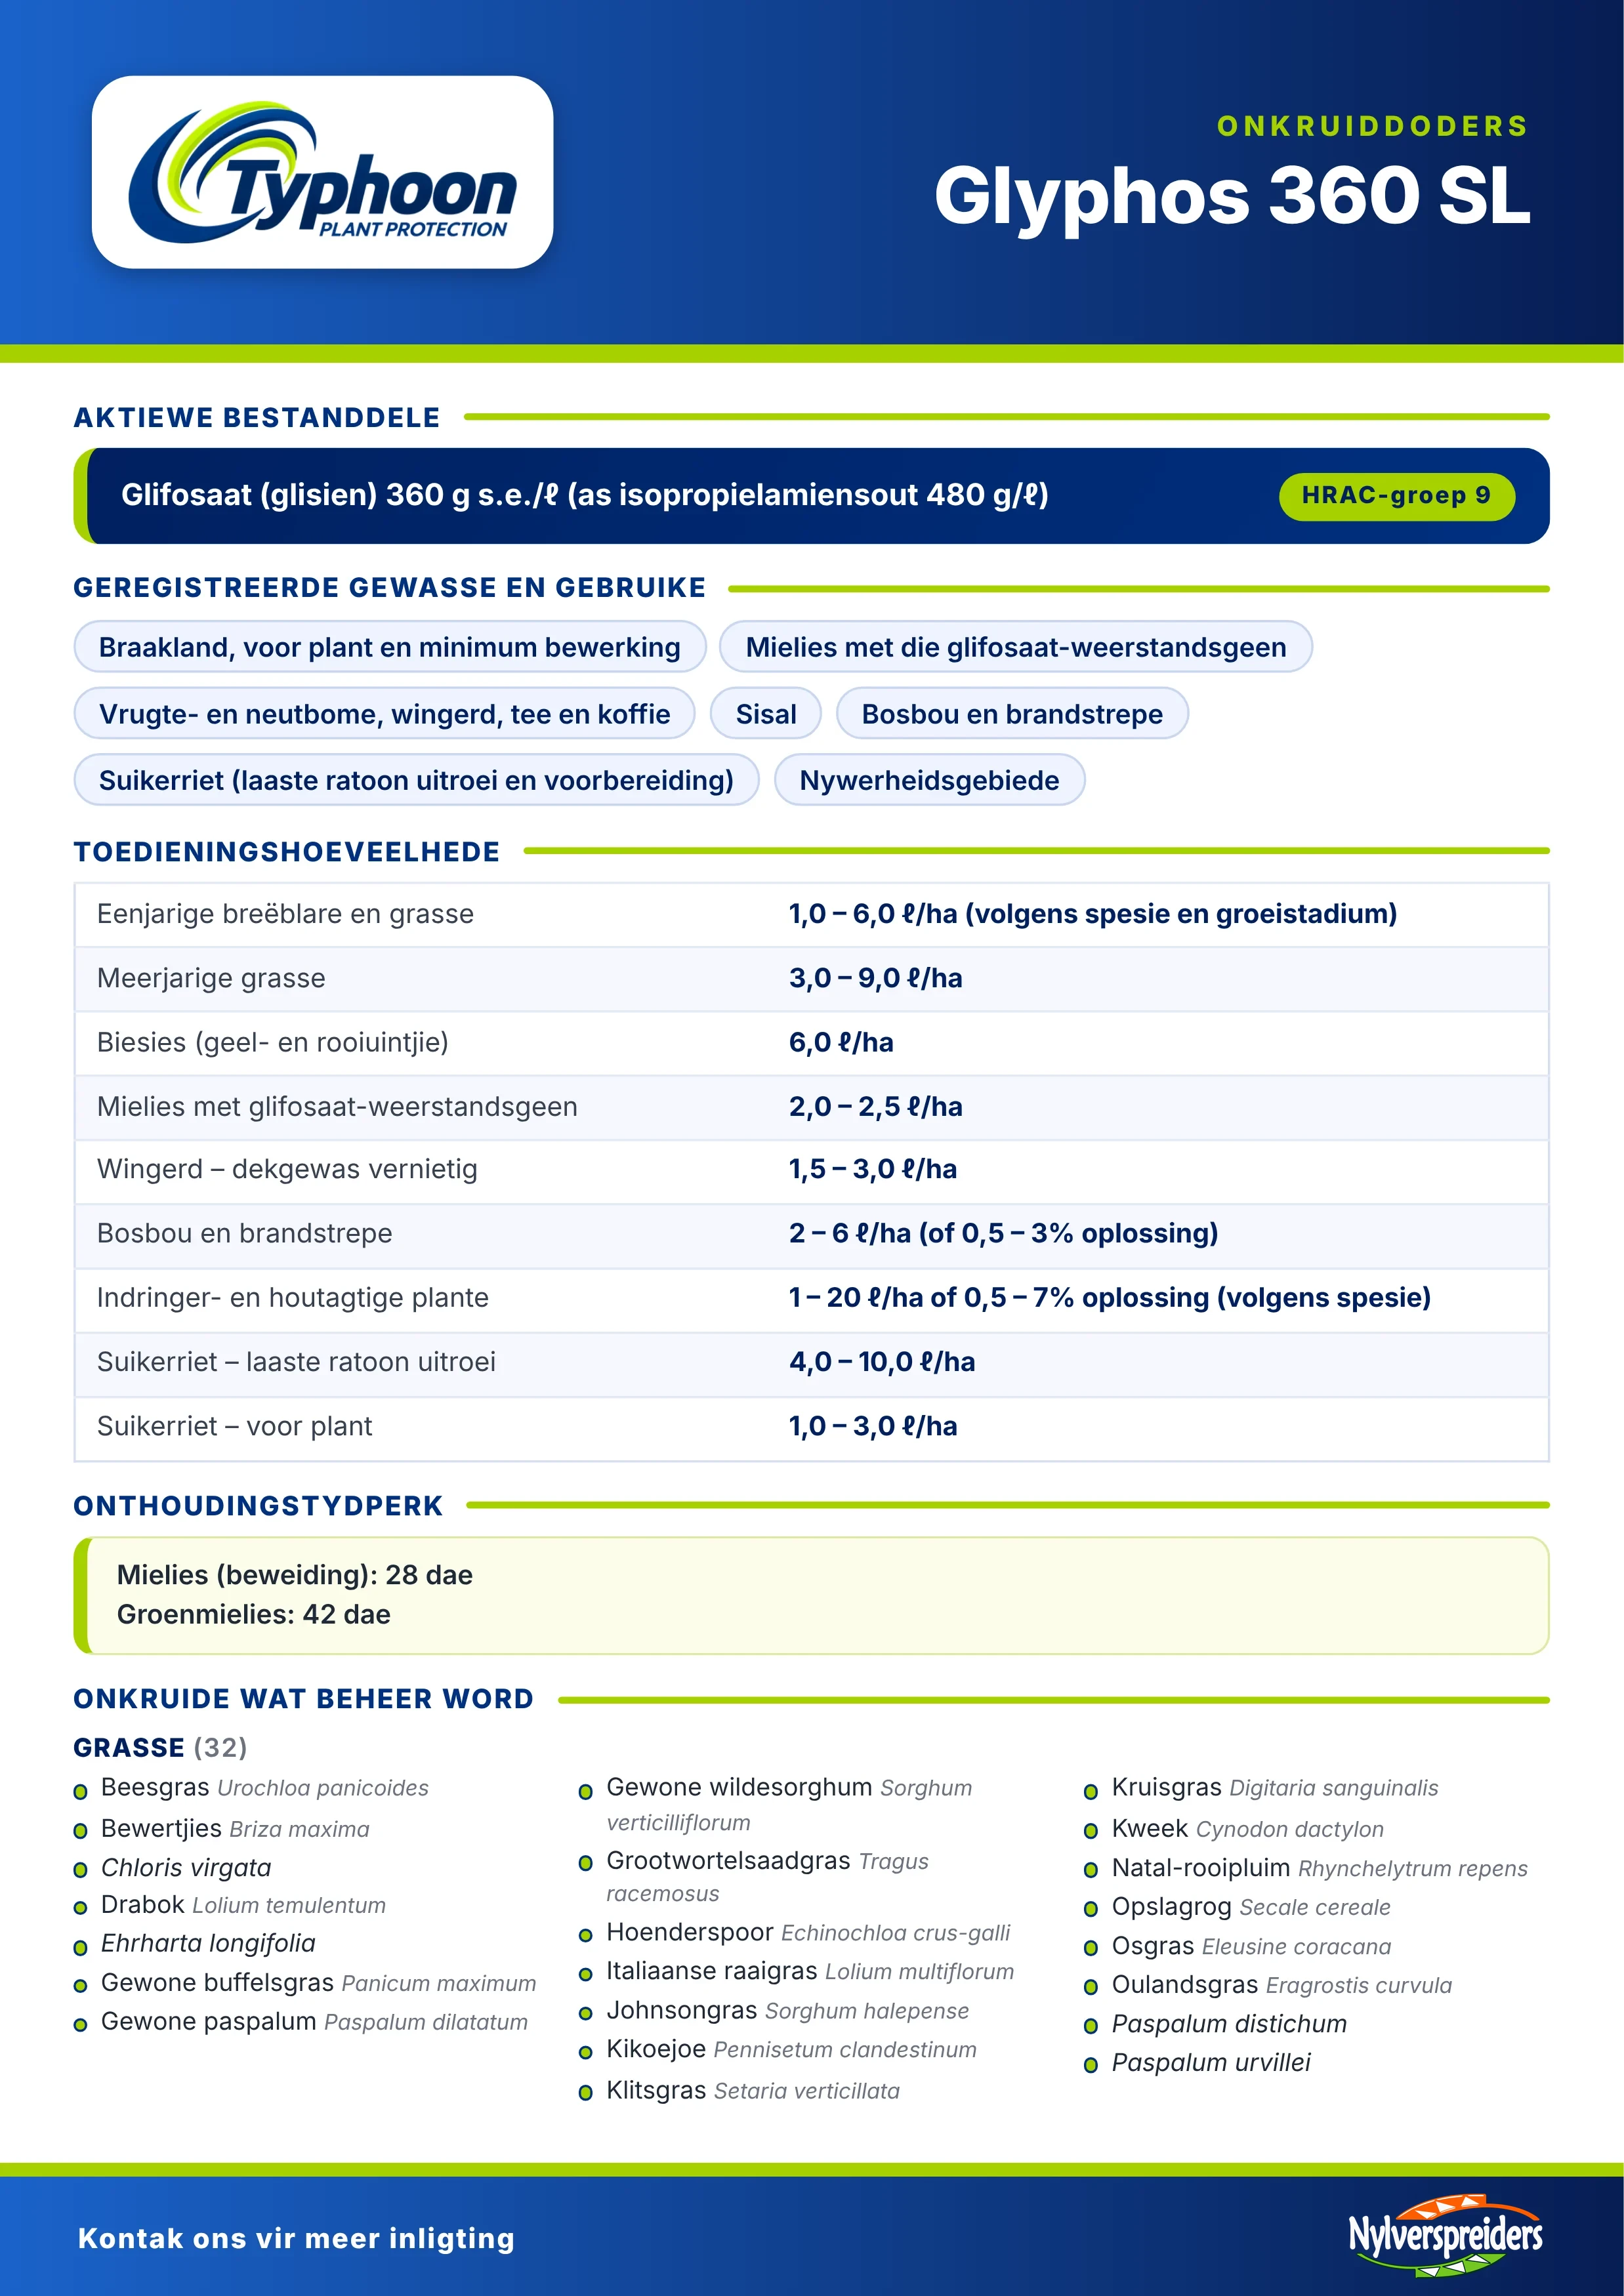 Typhoon
PLANT PROTECTION
ONKRUIDDODERS
Glyphos 360 SL
AKTIEWE BESTANDDELE
Glifosaat (glisien) 360 g s.e./ℓ (as isopropielamiensout 480 g/ℓ)
HRAC-groep 9
GEREGISTREERDE GEWASSE EN GEBRUIKE
Braakland, voor plant en minimum bewerking
Mielies met die glifosaat-weerstandsgeen
Vrugte- en neutbome, wingerd, tee en koffie
Sisal
Bosbou en brandstrepe
Suikerriet (laaste ratoon uitroei en voorbereiding)
Nywerheidsgebiede
TOEDIENINGSHOEVEELHEDE
Eenjarige breëblare en grasse 1,0 – 6,0 ℓ/ha (volgens spesie en groeistadium)
Meerjarige grasse 3,0 – 9,0 ℓ/ha
Biesies (geel- en rooiuintjie) 6,0 ℓ/ha
Mielies met glifosaat-weerstandsgeen 2,0 – 2,5 ℓ/ha
Wingerd – dekgewas vernietig 1,5 – 3,0 ℓ/ha
Bosbou en brandstrepe 2 – 6 ℓ/ha (of 0,5 – 3% oplossing)
Indringer- en houtagtige plante 1 – 20 ℓ/ha of 0,5 – 7% oplossing (volgens spesie)
Suikerriet – laaste ratoon uitroei 4,0 – 10,0 ℓ/ha
Suikerriet – voor plant 1,0 – 3,0 ℓ/ha
ONTHOUDINGSTYDPERK
Mielies (beweiding): 28 dae
Groenmielies: 42 dae
ONKRUIDE WAT BEHEER WORD
GRASSE (32)
Beesgras Urochloa panicoides
Bewertjies Briza maxima
Chloris virgata
Drabok Lolium temulentum
Ehrharta longifolia
Gewone buffelsgras Panicum maximum
Gewone paspalum Paspalum dilatatum
Gewone wildesorghum Sorghum
verticilliflorum
Grootwortelsaadgras Tragus
racemosus
Hoenderspoor Echinochloa crus-galli
Italiaanse raaigras Lolium multiflorum
Johnsongras Sorghum halepense
Kikoejoe Pennisetum clandestinum
Klitsgras Setaria verticillata
Kruisgras Digitaria sanguinalis
Kweek Cynodon dactylon
Natal-rooipluim Rhynchelytrum repens
Opslagrog Secale cereale
Osgras Eleusine coracana
Oulandsgras Eragrostis curvula
Paspalum distichum
Paspalum urvillei
Kontak ons vir meer inligting
Nylverspreiders